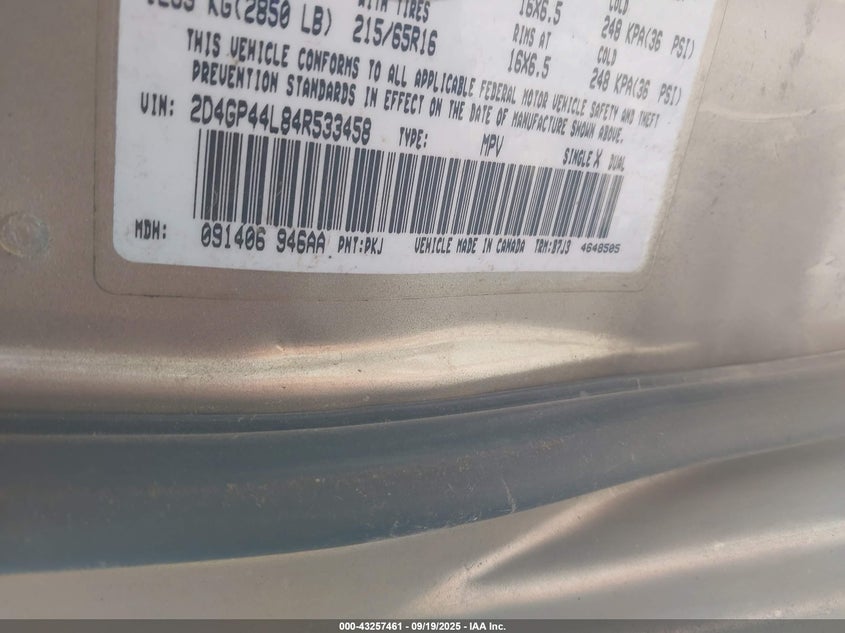 KG(2850 LB) WITH TIRES 215/65R16 16X6.5 RIMS AT 16X6.5 COLD 248 KPA(36 PSI) COLD 248 KPA(36 PSI)
THIS VEHICLE CONFORMS TO ALL APPLICABLE FEDERAL MOTOR VEHICLE SAFETY AND THEFT
PREVENTION STANDARDS IN EFFECT ON THE DATE OF MANUFACTURE SHOWN ABOVE.
VIN: 2D4GP44L84R533458 TYPE: MPV SINGLE X DUAL
MDH: 091406 946AA PNT:PKJ VEHICLE MADE IN CANADA TRM:B7J3 4648505
000-43257461 - 09/19/2025 - IAA Inc.